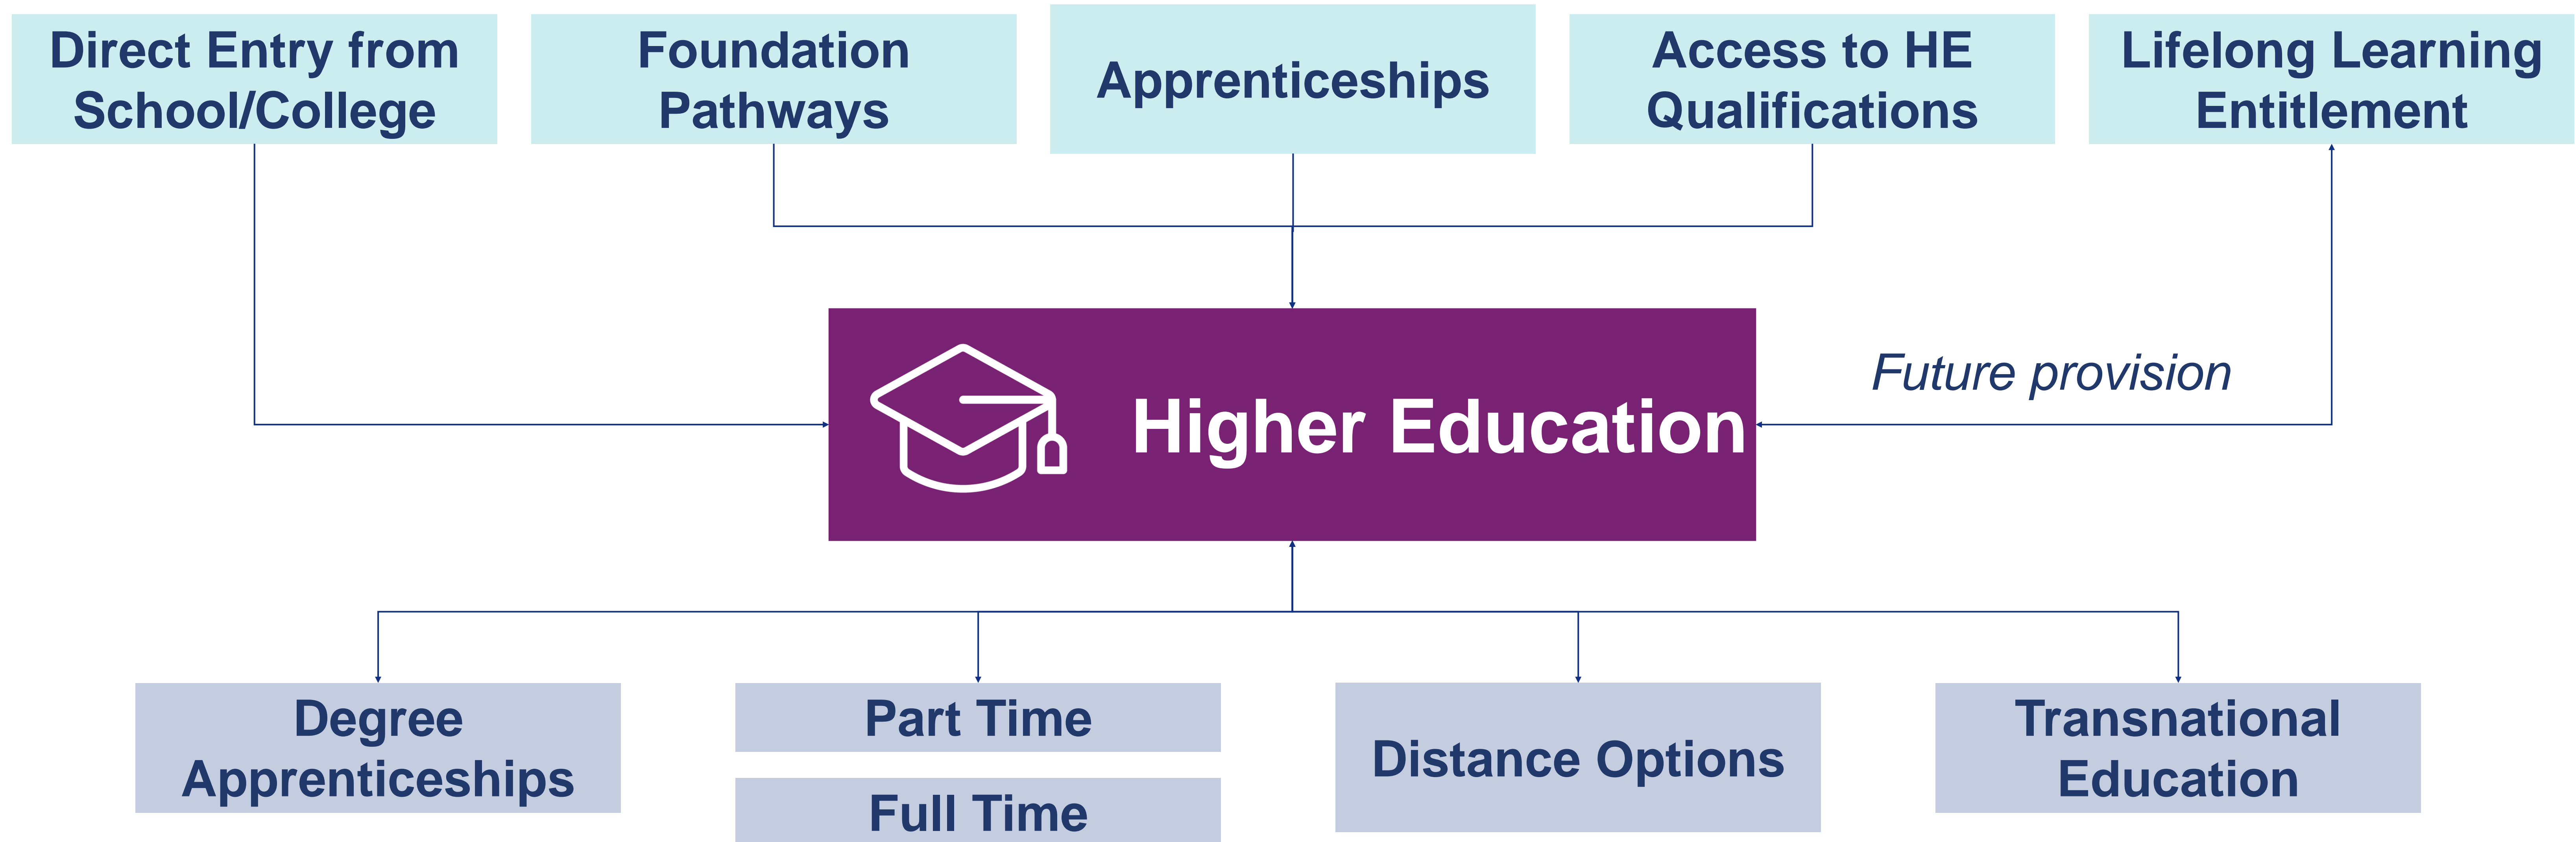 Direct Entry from
School/College
Foundation
Pathways
Apprenticeships
Access to HE
Qualifications
Lifelong Learning
Entitlement
Higher Education
Future provision
Degree
Apprenticeships
Part Time
Full Time
Distance Options
Transnational
Education